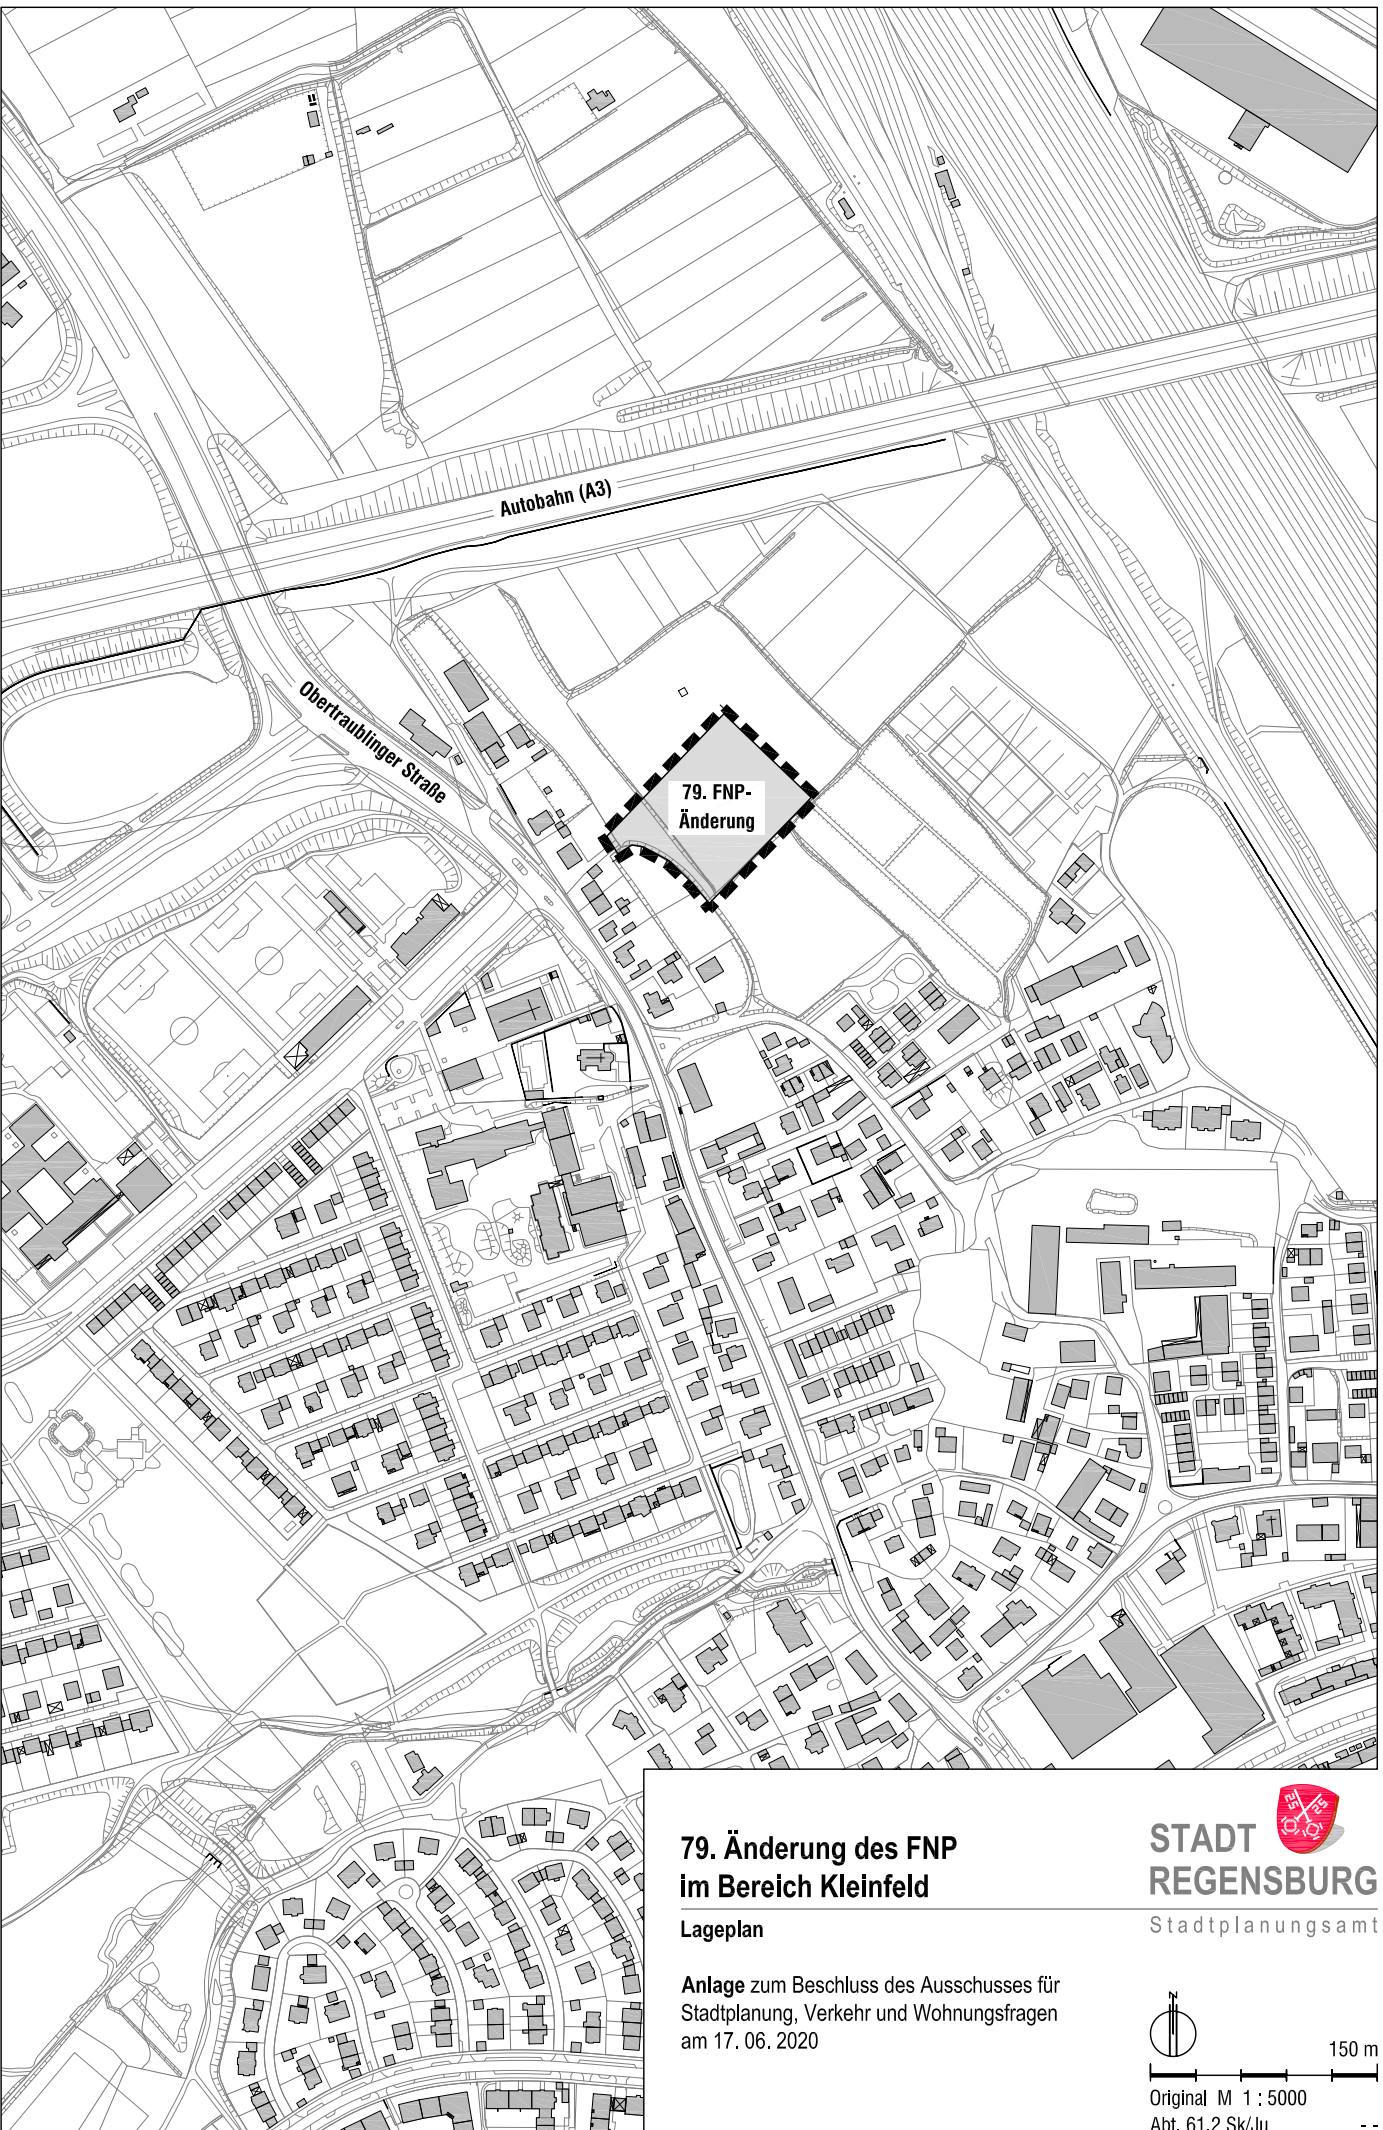 Autobahn (A3)
Obertraublinger Straße
79. FNP-
Änderung
79. Änderung des FNP
im Bereich Kleinfeld
STADT
REGENSBURG
Stadtplanungsamt
Lageplan
Anlage zum Beschluss des Ausschusses für
Stadtplanung, Verkehr und Wohnungsfragen
am 17. 06. 2020
N
150 m
Original M 1 : 5000
Abt. 61.2 Sk/Ju - -